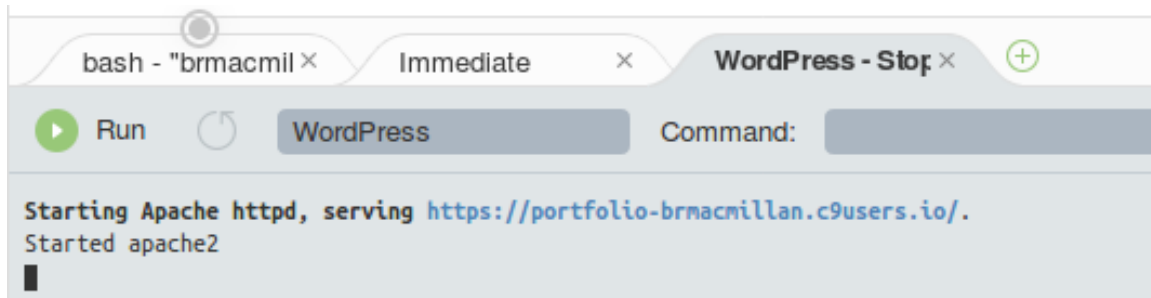 bash - "brmacmil × Immediate × WordPress - Stop ×
Run WordPress Command:
Starting Apache httpd, serving https://portfolio-brmacmillan.c9users.io/.
Started apache2